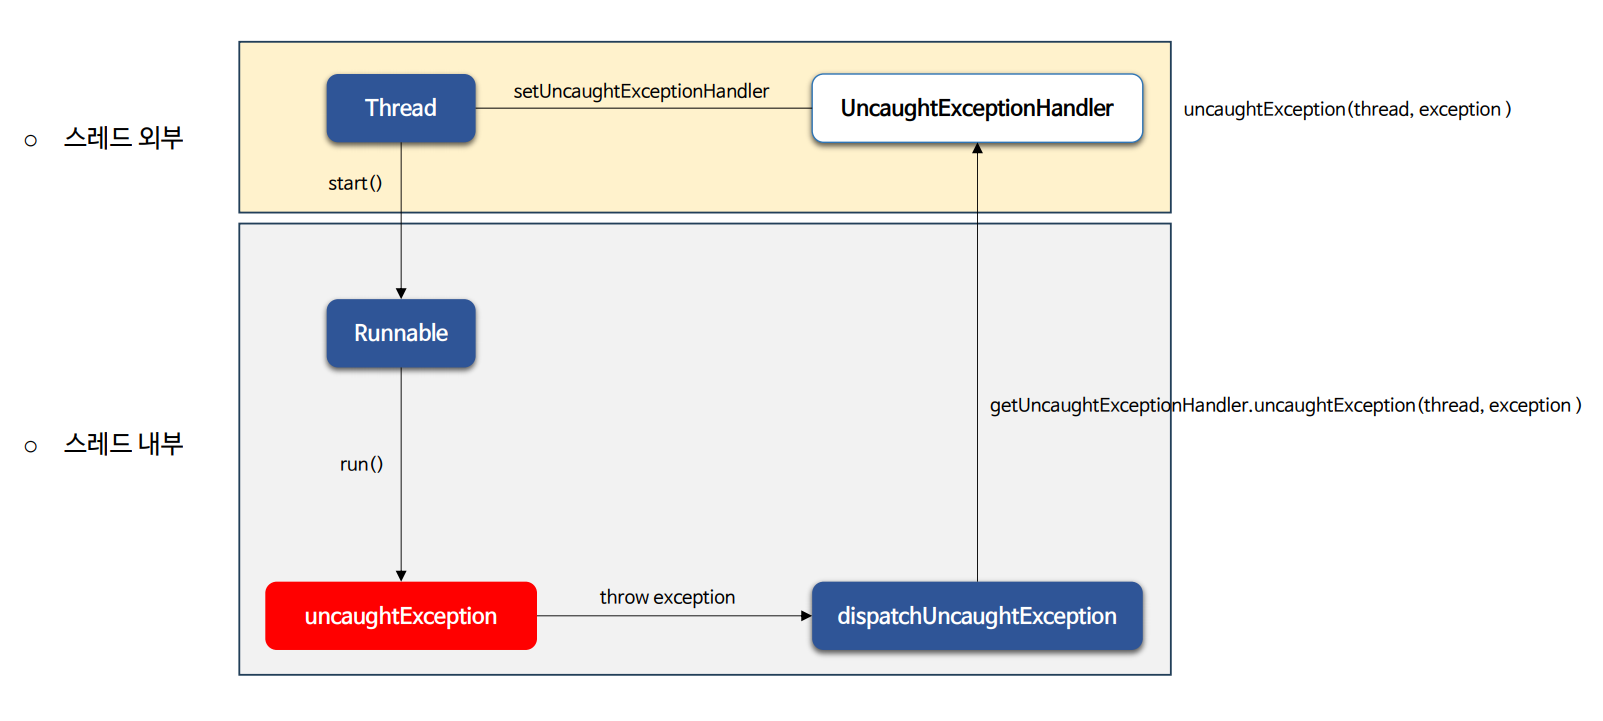 Thread
setUncaughtExceptionHandler
UncaughtExceptionHandler
uncaughtException(thread, exception )
○ 스레드 외부
start()
Runnable
getUncaughtExceptionHandler.uncaughtException(thread, exception )
○ 스레드 내부
run()
uncaughtException
throw exception
dispatchUncaughtException